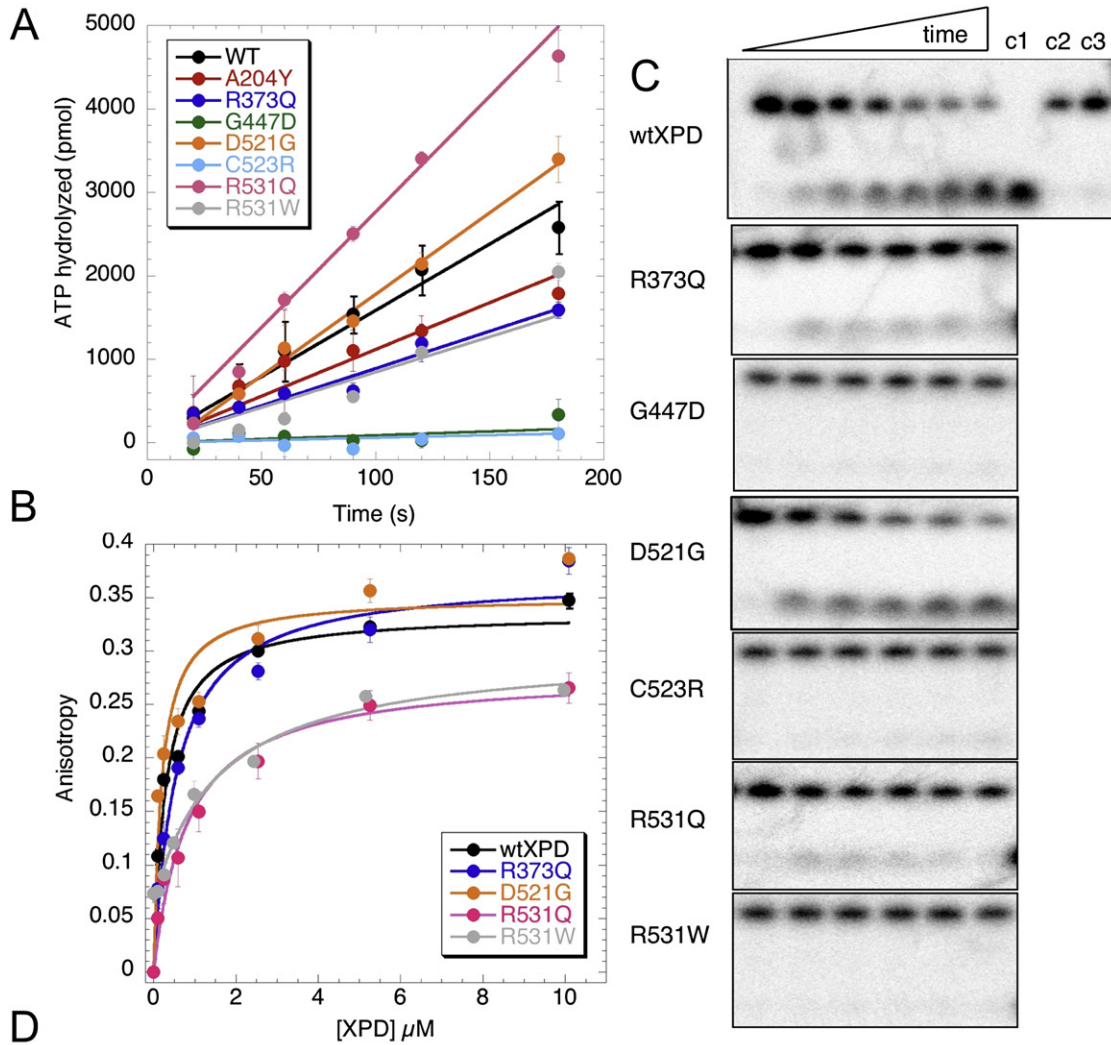 A
5000
4000
3000
2000
1000
0
ATP hydrolyzed (pmol)
WT
A204Y
R373Q
G447D
D521G
C523R
R531Q
R531W
0
50
100
150
200
Time (s)
B
0.4
0.35
0.3
0.25
0.2
0.15
0.1
0.05
0
Anisotropy
wtXPD
R373Q
D521G
R531Q
R531W
0
2
4
6
8
10
[XPD] µM
C
time c1 c2 c3
wtXPD
R373Q
G447D
D521G
C523R
R531Q
R531W
D